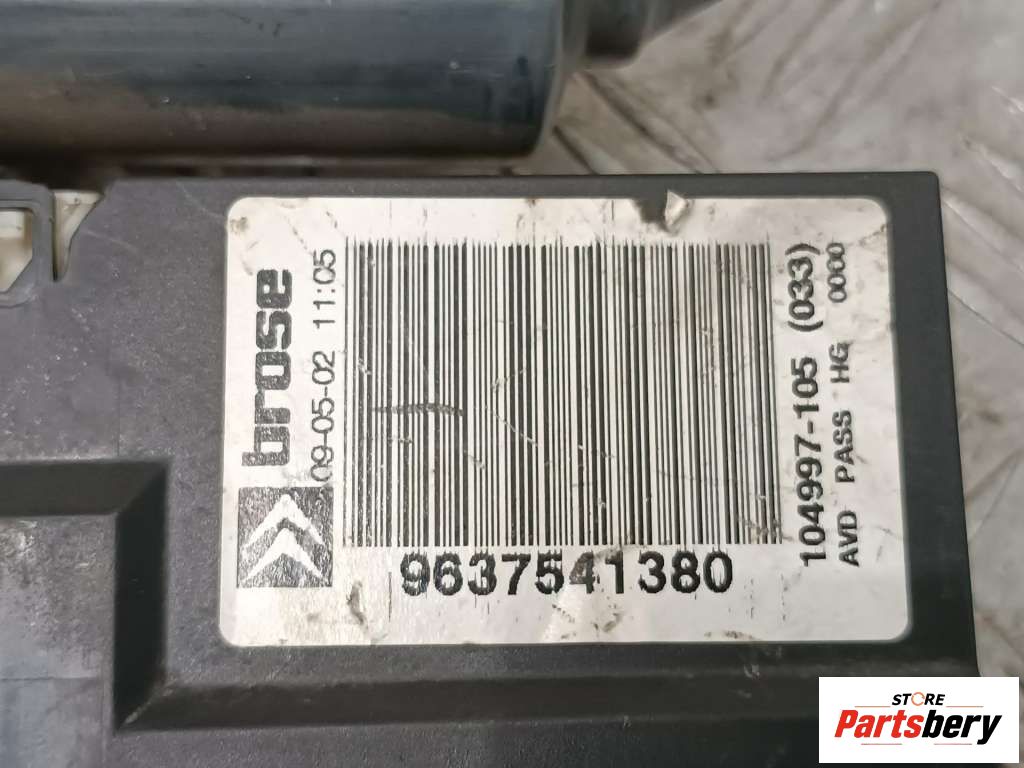 brose
09-05-02 11:05
9637541380
104997-105 (033)
AVD PASS HG 0000
STORE
Partsbery